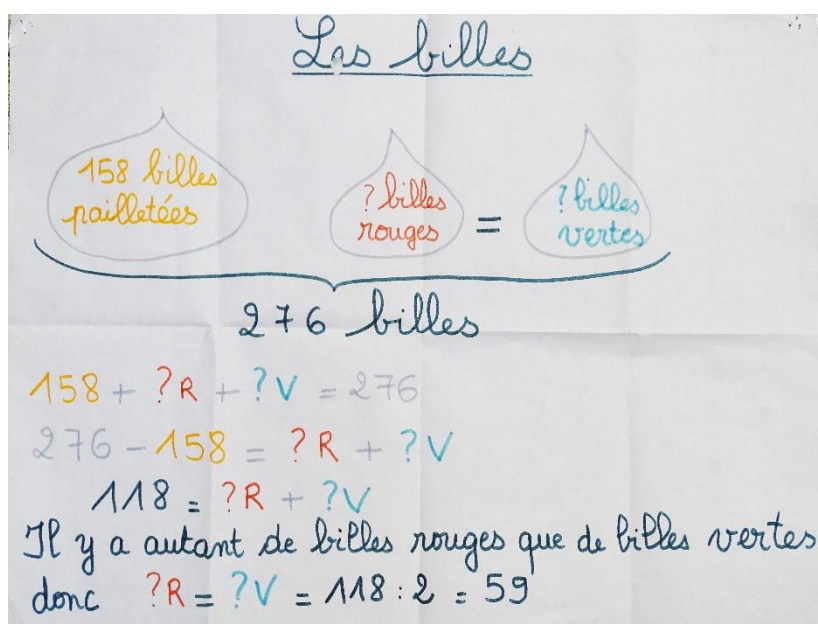 Les billes
158 billes
pailletées
? billes
rouges
=
? billes
vertes
276 billes
158 + ?R + ?V = 276
276 - 158 = ?R + ?V
118 = ?R + ?V
Il y a autant de billes rouges que de billes vertes
donc ?R = ?V = 118 : 2 = 59